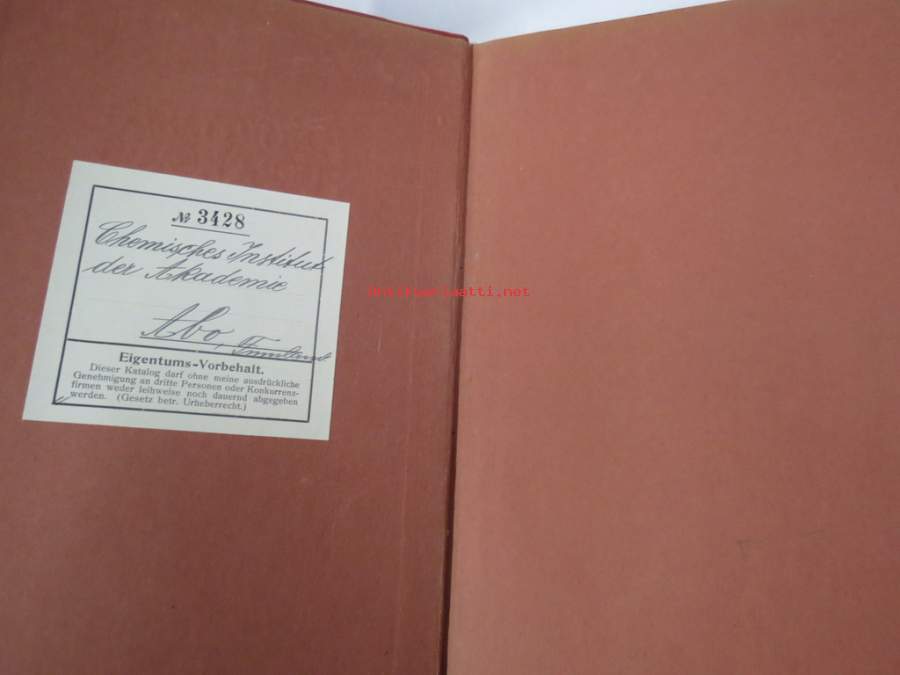 № 3428
Chemisches Institut
der Akademie
Abo, Finnland
Eigentums-Vorbehalt.
Dieser Katalog darf ohne meine ausdrückliche
Genehmigung an dritte Personen oder Konkurrenz-
firmen weder leihweise noch dauernd abgegeben
werden. (Gesetz betr. Urheberrecht.)
antikvariaatti.net